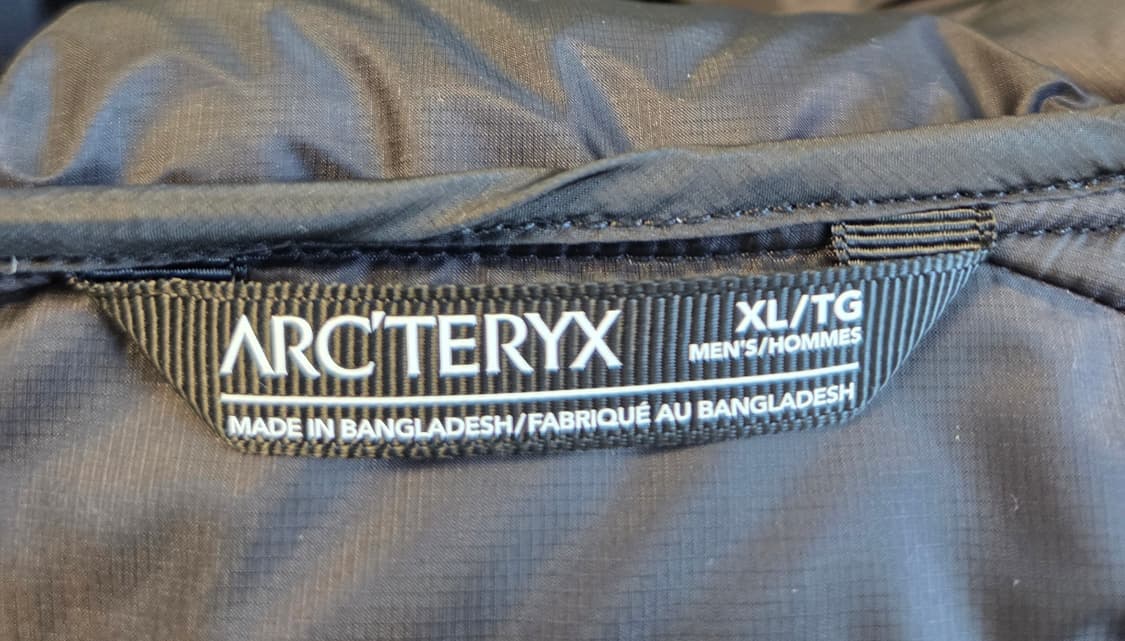 ARC'TERYX
XL/TG
MEN'S/HOMMES
MADE IN BANGLADESH/FABRIQUÉ AU BANGLADESH